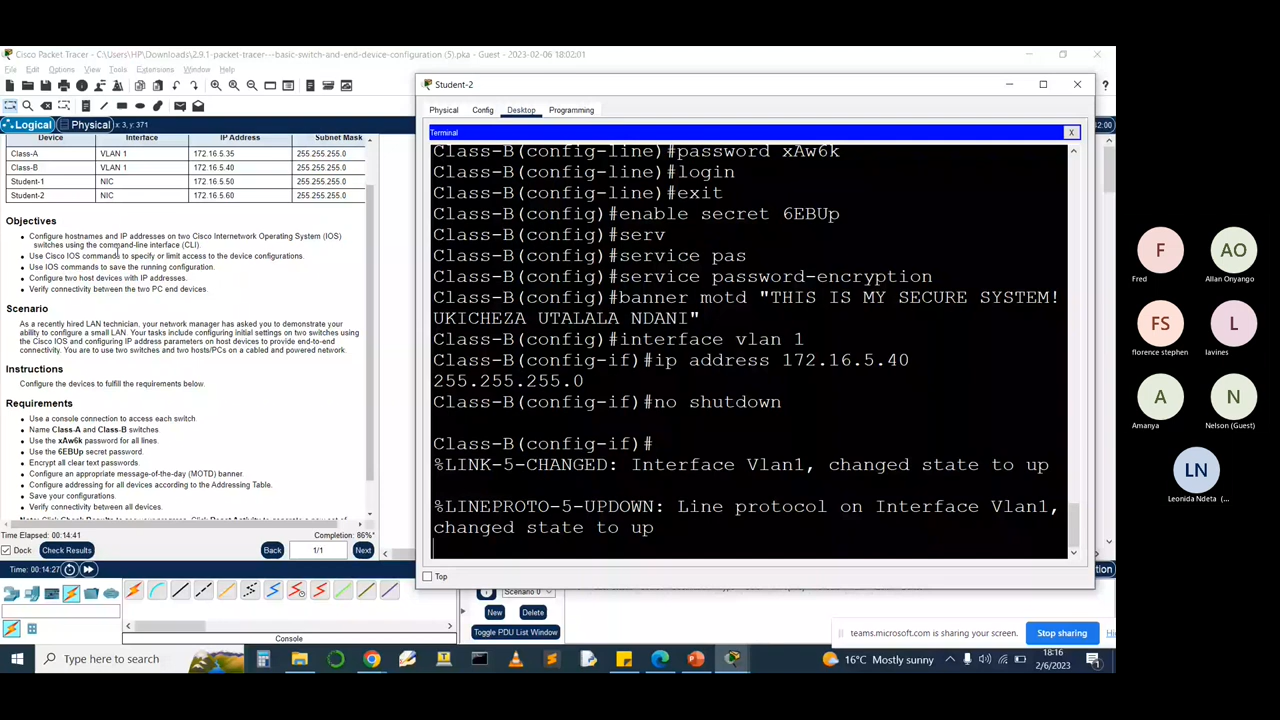 Cisco Packet Tracer - C:\Users\HP\Downloads\2.9.1-packet-tracer---basic-switch-and-end-device-configuration (5).pka - Guest - 2023-02-06 18:02:01
File Edit Options View Tools Extensions Window Help
Logical Physical x: 3, y: 371
Device Interface IP Address Subnet Mask
Class-A VLAN 1 172.16.5.35 255.255.255.0
Class-B VLAN 1 172.16.5.40 255.255.255.0
Student-1 NIC 172.16.5.50 255.255.255.0
Student-2 NIC 172.16.5.60 255.255.255.0
Objectives
Configure hostnames and IP addresses on two Cisco Internetwork Operating System (IOS)
switches using the command-line interface (CLI).
Use Cisco IOS commands to specify or limit access to the device configurations.
Use IOS commands to save the running configuration.
Configure two host devices with IP addresses.
Verify connectivity between the two PC end devices.
Scenario
As a recently hired LAN technician, your network manager has asked you to demonstrate your
ability to configure a small LAN. Your tasks include configuring initial settings on two switches using
the Cisco IOS and configuring IP address parameters on host devices to provide end-to-end
connectivity. You are to use two switches and two hosts/PCs on a cabled and powered network.
Instructions
Configure the devices to fulfill the requirements below.
Requirements
Use a console connection to access each switch.
Name Class-A and Class-B switches
Use the xAw6k password for all lines.
Use the 6EBUp secret password.
Encrypt all clear text passwords.
Configure an appropriate message-of-the-day (MOTD) banner.
Configure addressing for all devices according to the Addressing Table.
Save your configurations.
Verify connectivity between all devices.
Time Elapsed: 00:14:41 Completion: 86%
Dock Check Results Back 1/1 Next
Time: 00:14:27
Console
Student-2
Physical Config Desktop Programming
Terminal X
Class-B(config-line)#password xAw6k
Class-B(config-line)#login
Class-B(config-line)#exit
Class-B(config)#enable secret 6EBUp
Class-B(config)#serv
Class-B(config)#service pas
Class-B(config)#service password-encryption
Class-B(config)#banner motd "THIS IS MY SECURE SYSTEM!
UKICHEZA UTALALA NDANI"
Class-B(config)#interface vlan 1
Class-B(config-if)#ip address 172.16.5.40
255.255.255.0
Class-B(config-if)#no shutdown
Class-B(config-if)#
%LINK-5-CHANGED: Interface Vlan1, changed state to up
%LINEPROTO-5-UPDOWN: Line protocol on Interface Vlan1,
changed state to up
Top
Scenario 0
New Delete
Toggle PDU List Window
teams.microsoft.com is sharing your screen. Stop sharing
Type here to search
16°C Mostly sunny
18:16
2/6/2023
F
Fred
AO
Allan Onyango
FS
florence stephen
L
lavines
A
Amanya
N
Nelson (Guest)
LN
Leonida Ndeta (...